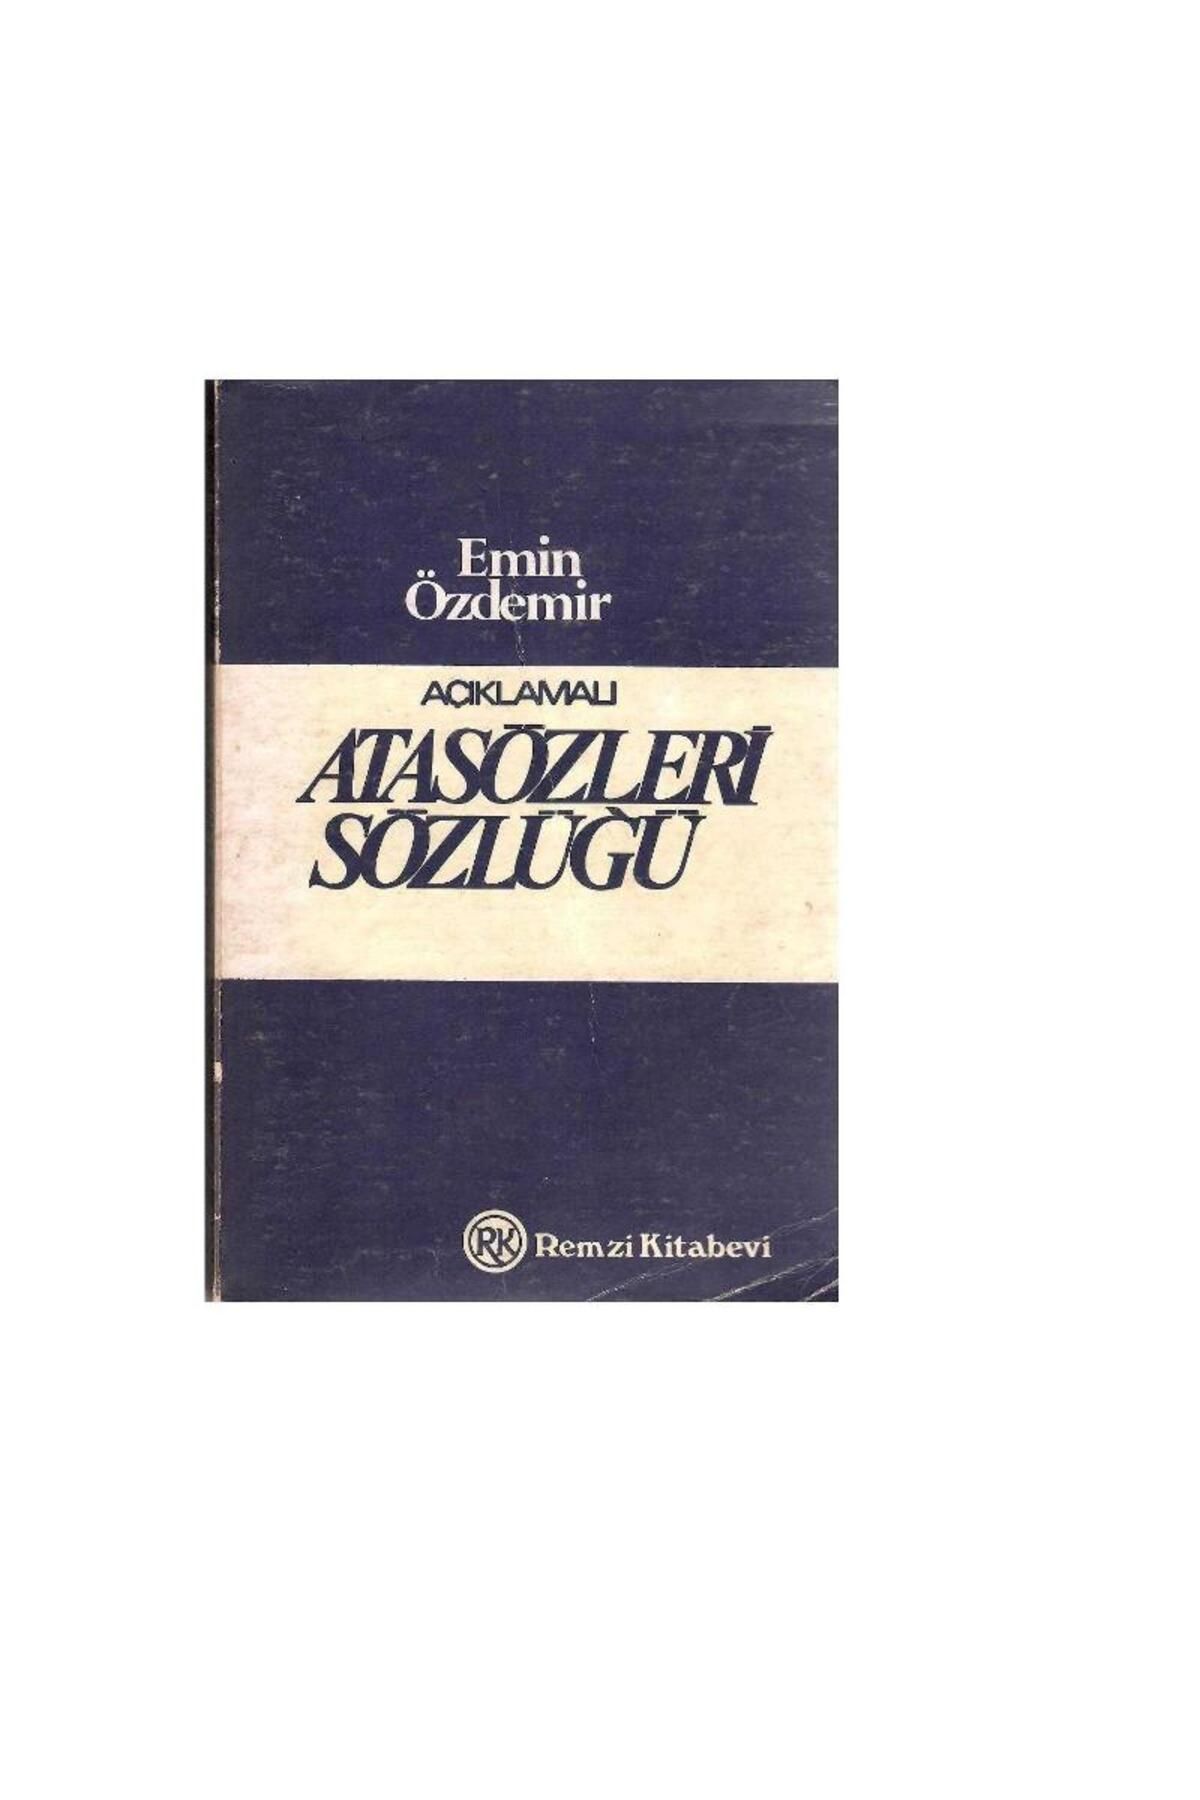 Emin
Özdemir
AÇIKLAMALI
ATASÖZLERİ
SÖZLÜĞÜ
RK Remzi Kitabevi